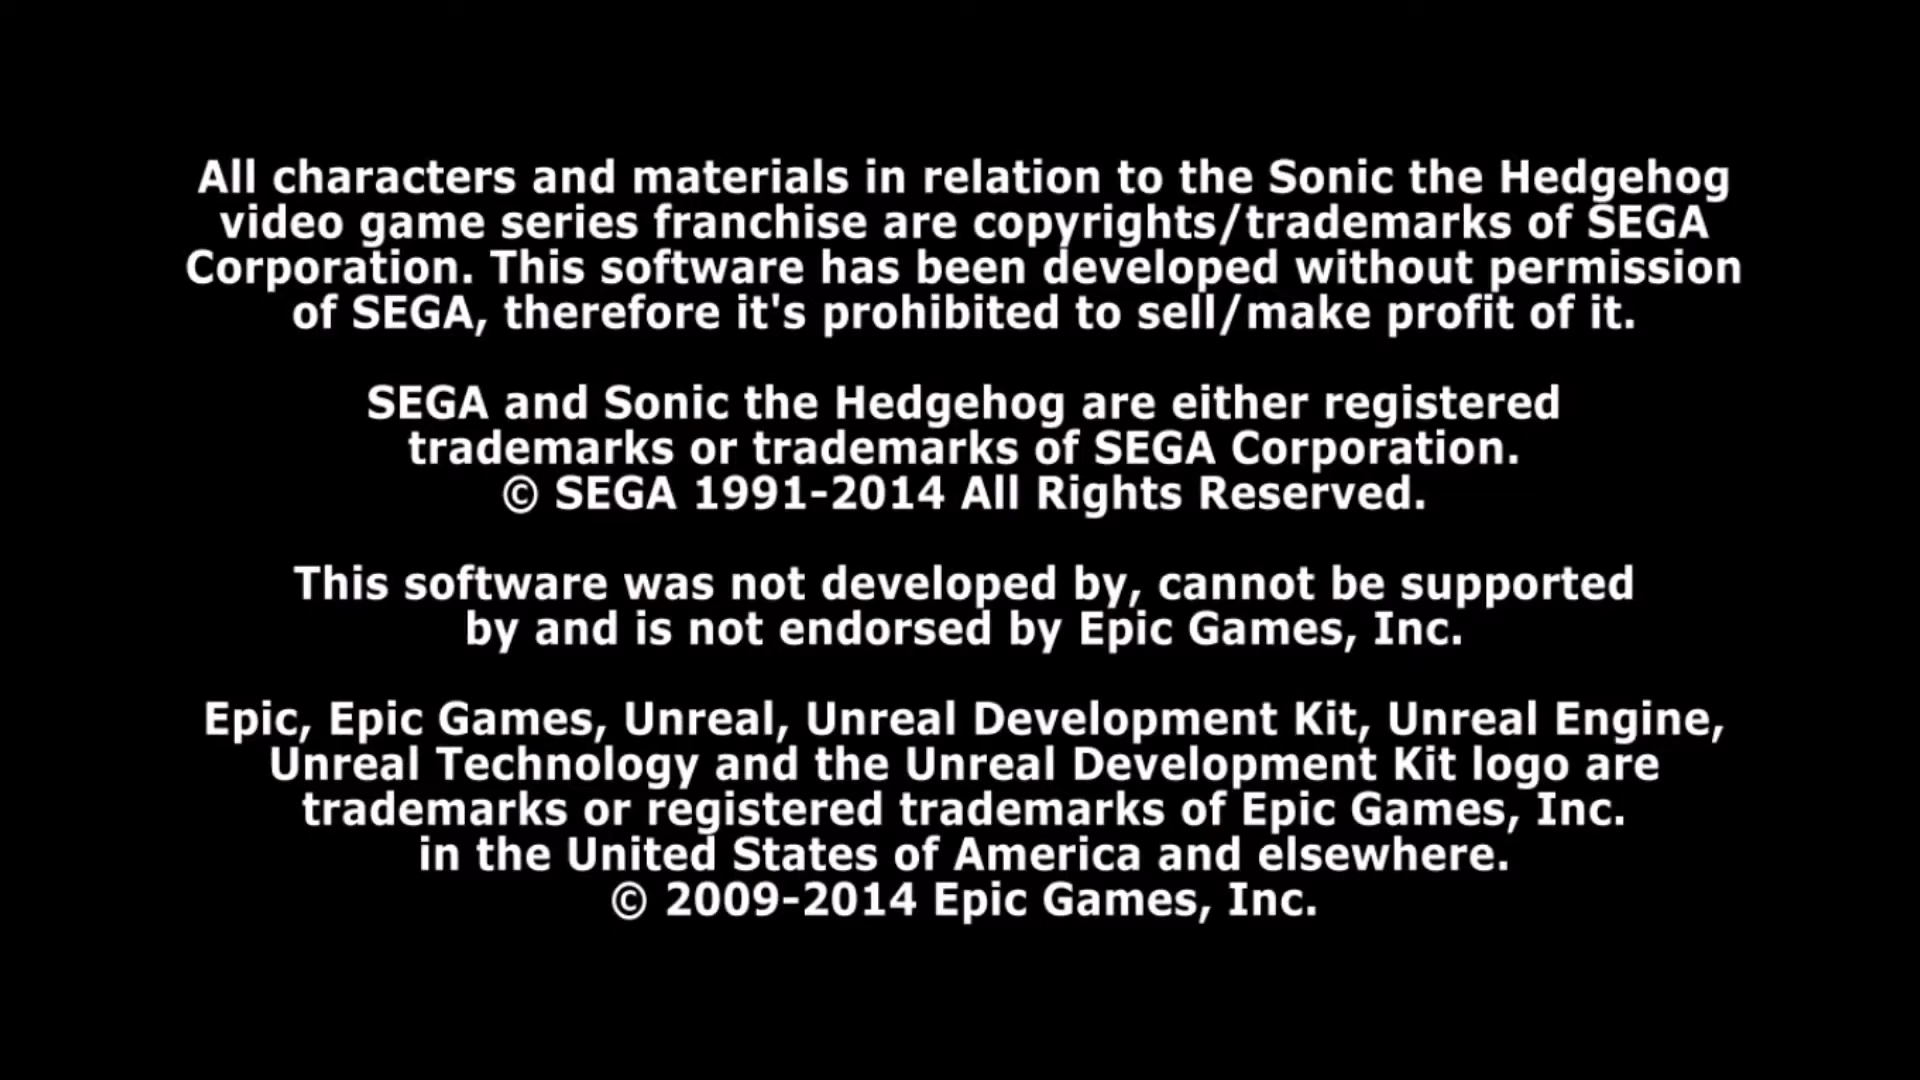 All characters and materials in relation to the Sonic the Hedgehog
video game series franchise are copyrights/trademarks of SEGA
Corporation. This software has been developed without permission
of SEGA, therefore it's prohibited to sell/make profit of it.
SEGA and Sonic the Hedgehog are either registered
trademarks or trademarks of SEGA Corporation.
© SEGA 1991-2014 All Rights Reserved.
This software was not developed by, cannot be supported
by and is not endorsed by Epic Games, Inc.
Epic, Epic Games, Unreal, Unreal Development Kit, Unreal Engine,
Unreal Technology and the Unreal Development Kit logo are
trademarks or registered trademarks of Epic Games, Inc.
in the United States of America and elsewhere.
© 2009-2014 Epic Games, Inc.